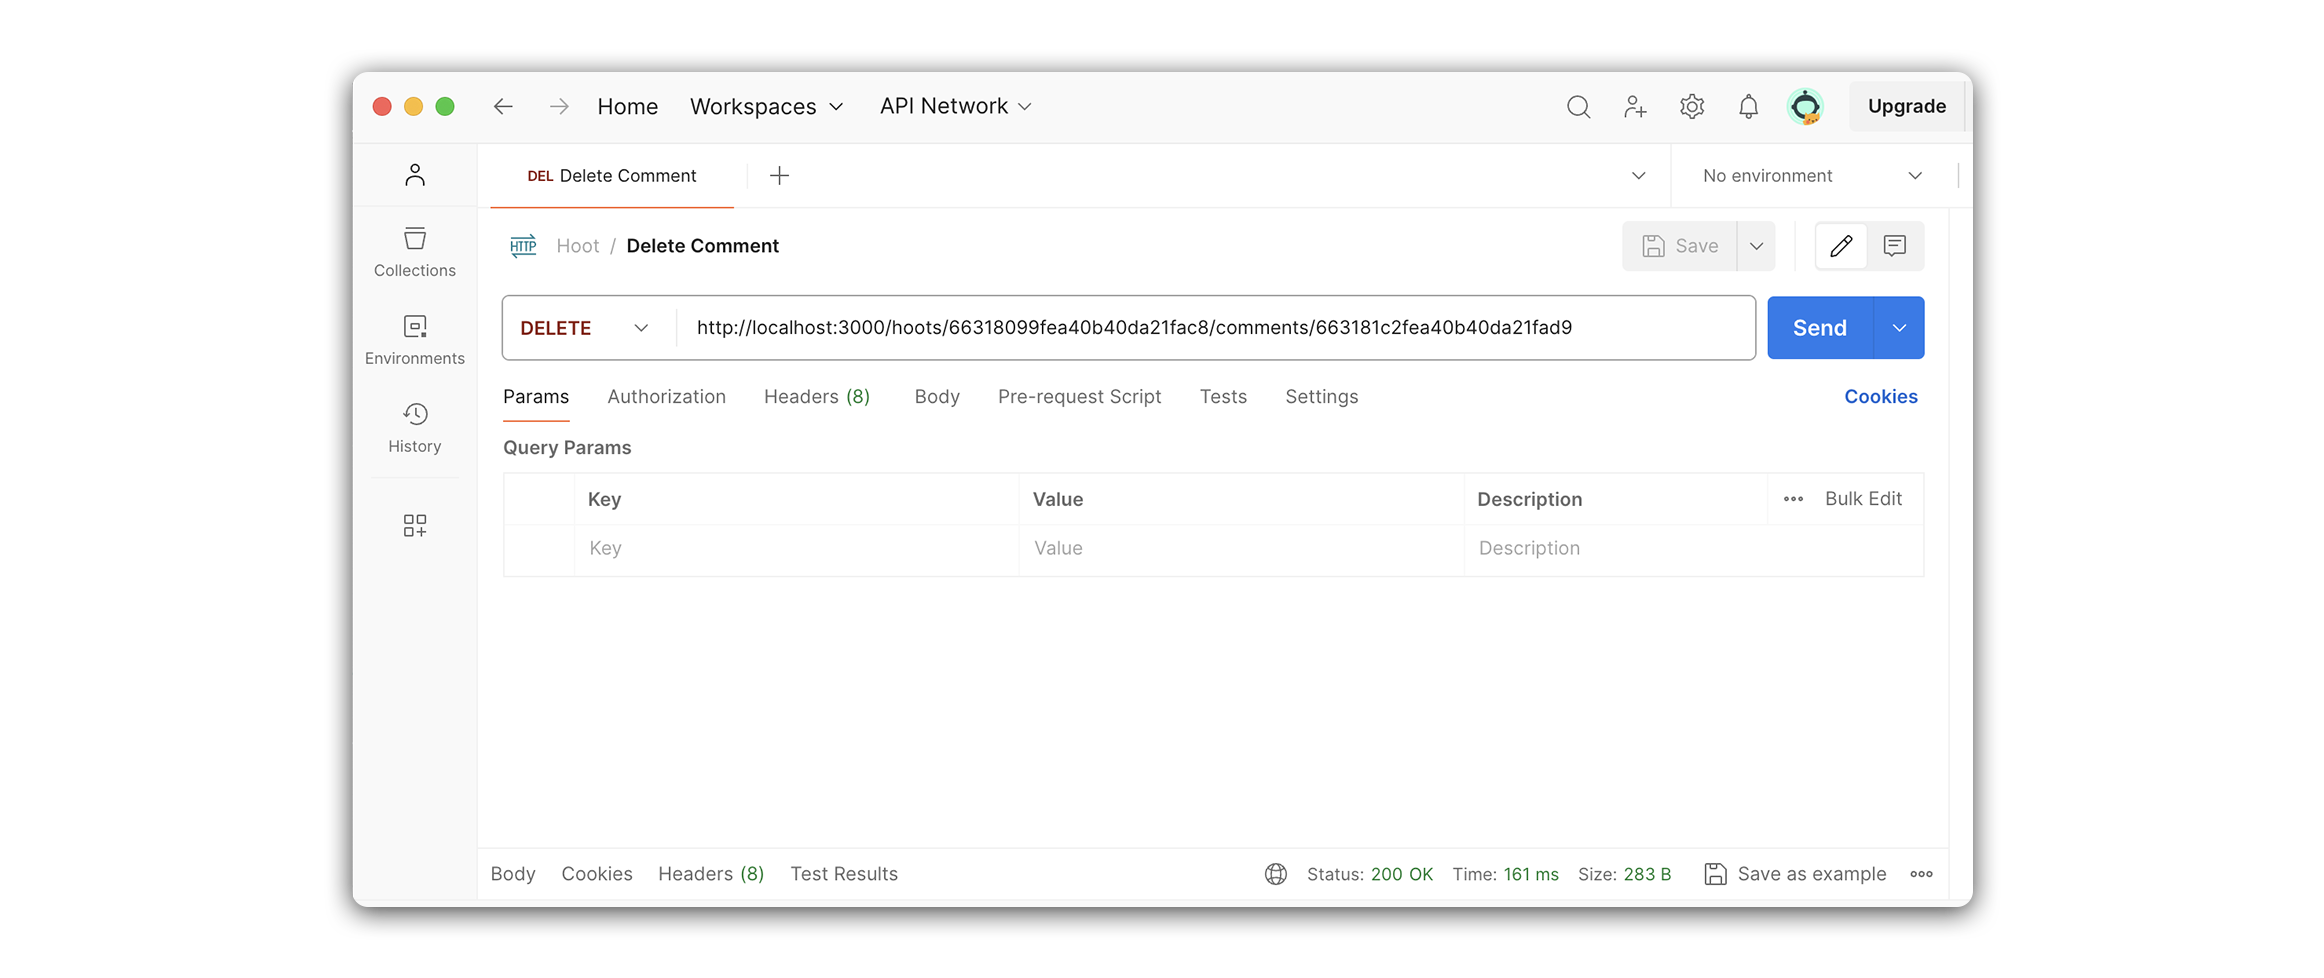 Home Workspaces API Network Upgrade
DEL Delete Comment No environment
HTTP Hoot / Delete Comment Save
Collections
DELETE http://localhost:3000/hoots/66318099fea40b40da21fac8/comments/663181c2fea40b40da21fad9 Send
Environments
Params Authorization Headers (8) Body Pre-request Script Tests Settings Cookies
History
Query Params
Key Value Description Bulk Edit
Key Value Description
Body Cookies Headers (8) Test Results Status: 200 OK Time: 161 ms Size: 283 B Save as example